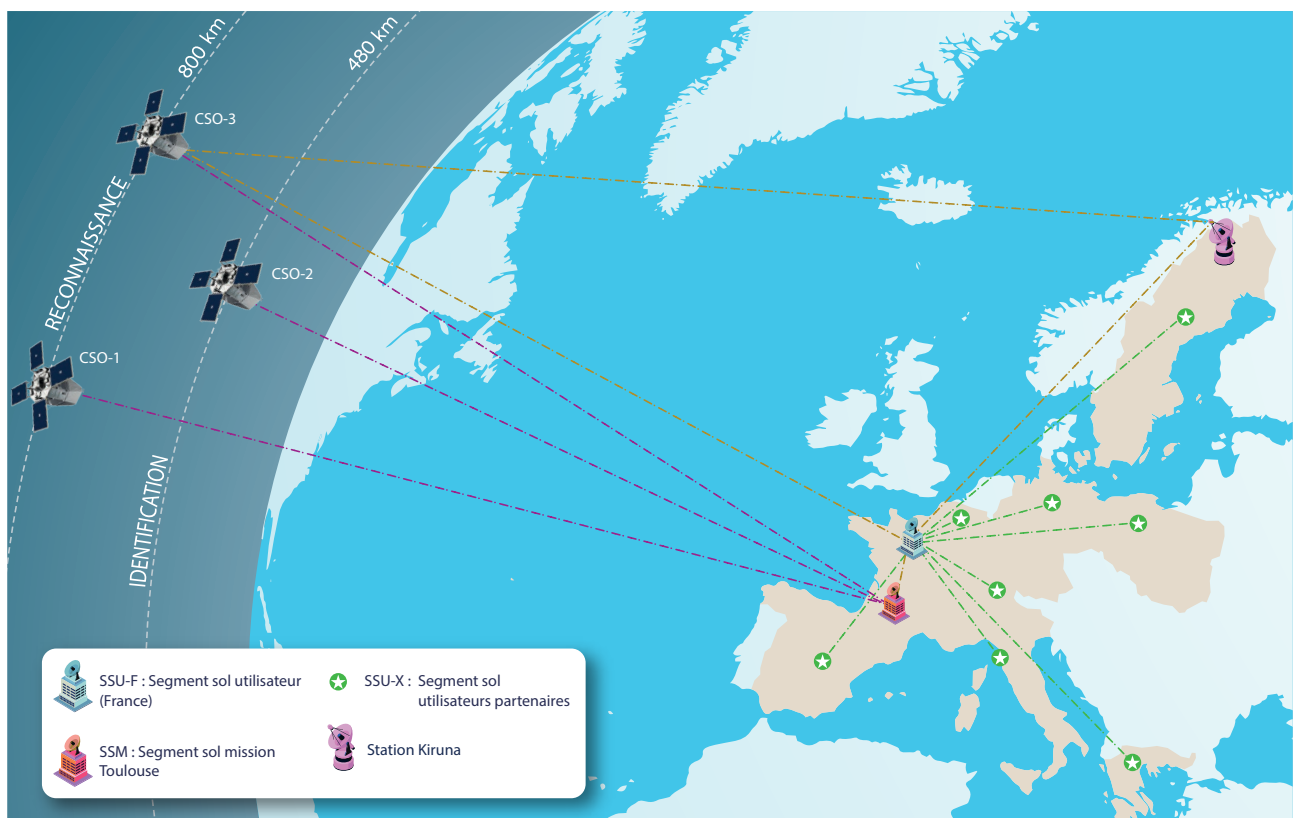 800 km
480 km
CSO-3
RECONNAISSANCE
CSO-2
CSO-1
IDENTIFICATION
SSU-F : Segment sol utilisateur
(France)
SSU-X : Segment sol
utilisateurs partenaires
SSM : Segment sol mission
Toulouse
Station Kiruna